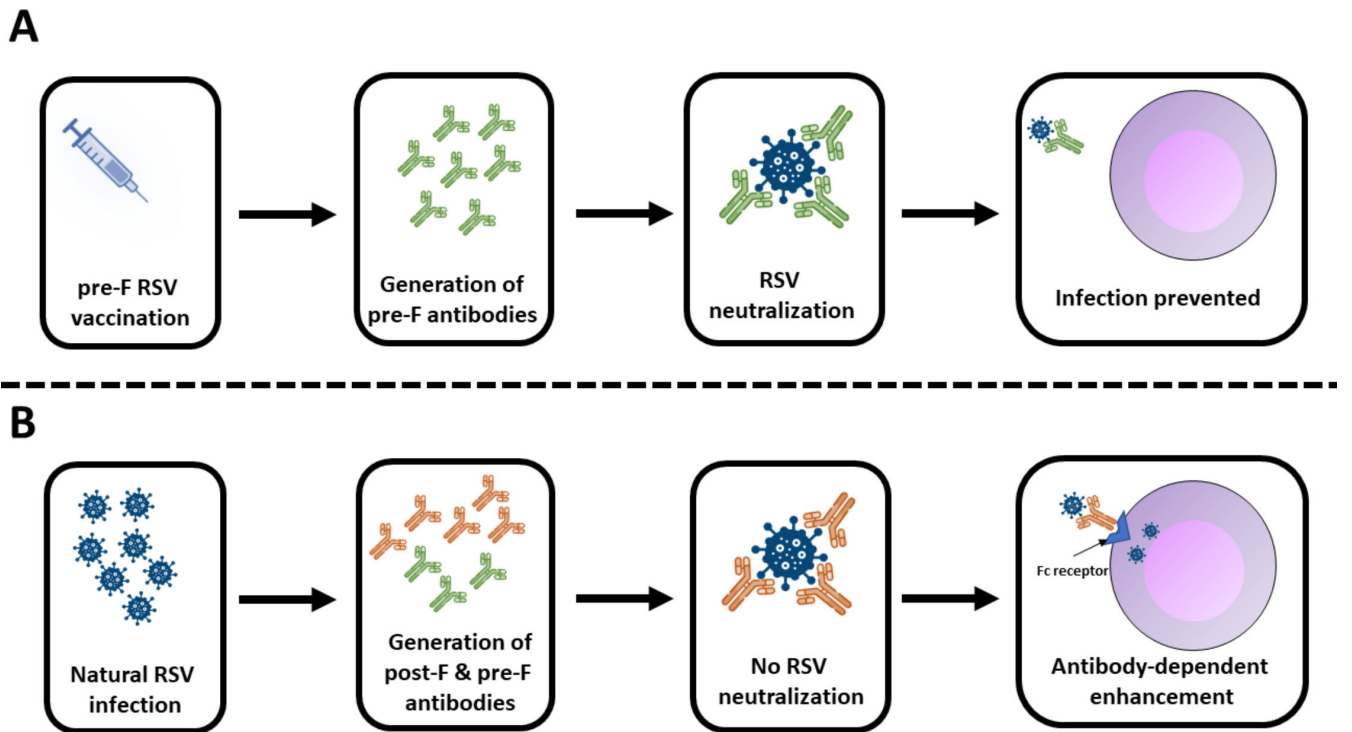 A
pre-F RSV
vaccination
Generation of
pre-F antibodies
RSV
neutralization
Infection prevented
B
Natural RSV
infection
Generation of
post-F & pre-F
antibodies
No RSV
neutralization
Fc receptor
Antibody-dependent
enhancement